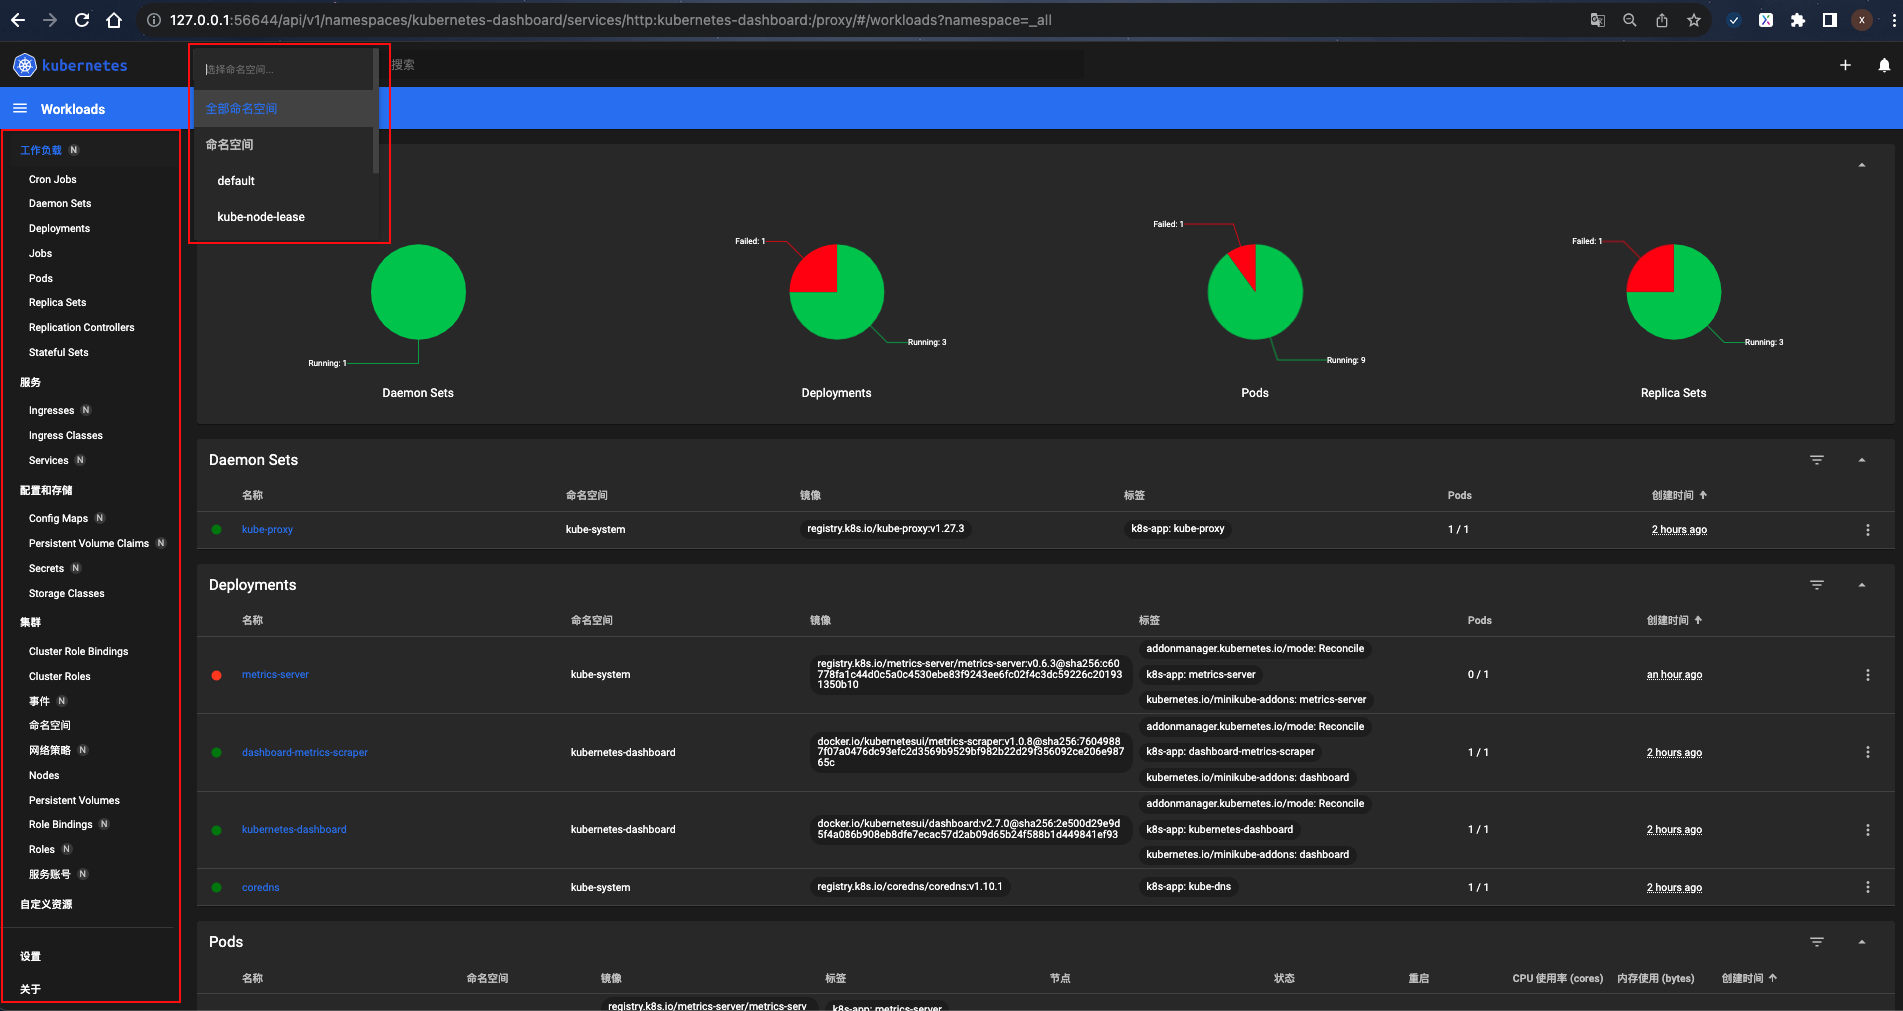 127.0.0.1:56644/api/v1/namespaces/kubernetes-dashboard/services/http:kubernetes-dashboard:/proxy/#/workloads?namespace=_all
X
kubernetes
选择命名空间...
搜索
Workloads
全部命名空间
命名空间
default
kube-node-lease
工作负载 N
Cron Jobs
Daemon Sets
Deployments
Jobs
Pods
Replica Sets
Replication Controllers
Stateful Sets
服务
Ingresses N
Ingress Classes
Services N
配置和存储
Config Maps N
Persistent Volume Claims N
Secrets N
Storage Classes
集群
Cluster Role Bindings
Cluster Roles
事件 N
命名空间
网络策略 N
Nodes
Persistent Volumes
Role Bindings N
Roles N
服务账号 N
自定义资源
设置
关于
Running: 1
Daemon Sets
Failed: 1
Running: 3
Deployments
Failed: 1
Running: 9
Pods
Failed: 1
Running: 3
Replica Sets
Daemon Sets
名称 命名空间 镜像 标签 Pods 创建时间
kube-proxy kube-system registry.k8s.io/kube-proxy:v1.27.3 k8s-app: kube-proxy 1 / 1 2 hours ago
Deployments
名称 命名空间 镜像 标签 Pods 创建时间
metrics-server kube-system
registry.k8s.io/metrics-server/metrics-server:v0.6.3@sha256:c60
778fa1c44d0c5a0c4530ebe83f9243ee6fc02f4c3dc59226c20193
1350b10
addonmanager.kubernetes.io/mode: Reconcile
k8s-app: metrics-server
kubernetes.io/minikube-addons: metrics-server
0 / 1 an hour ago
dashboard-metrics-scraper kubernetes-dashboard
docker.io/kubernetesui/metrics-scraper:v1.0.8@sha256:7604988
7f07a0476dc93efc2d3569b9529bf982b22d29f356092ce206e987
65c
addonmanager.kubernetes.io/mode: Reconcile
k8s-app: dashboard-metrics-scraper
kubernetes.io/minikube-addons: dashboard
1 / 1 2 hours ago
kubernetes-dashboard kubernetes-dashboard
docker.io/kubernetesui/dashboard:v2.7.0@sha256:2e500d29e9d
5f4a086b908eb8dfe7ecac57d2ab09d65b24f588b1d449841ef93
addonmanager.kubernetes.io/mode: Reconcile
k8s-app: kubernetes-dashboard
kubernetes.io/minikube-addons: dashboard
1 / 1 2 hours ago
coredns kube-system registry.k8s.io/coredns/coredns:v1.10.1 k8s-app: kube-dns 1 / 1 2 hours ago
Pods
名称 命名空间 镜像 标签 节点 状态 重启 CPU 使用率 (cores) 内存使用 (bytes) 创建时间
registry.k8s.io/metrics-server/metrics-serv k8s-app: metrics-server